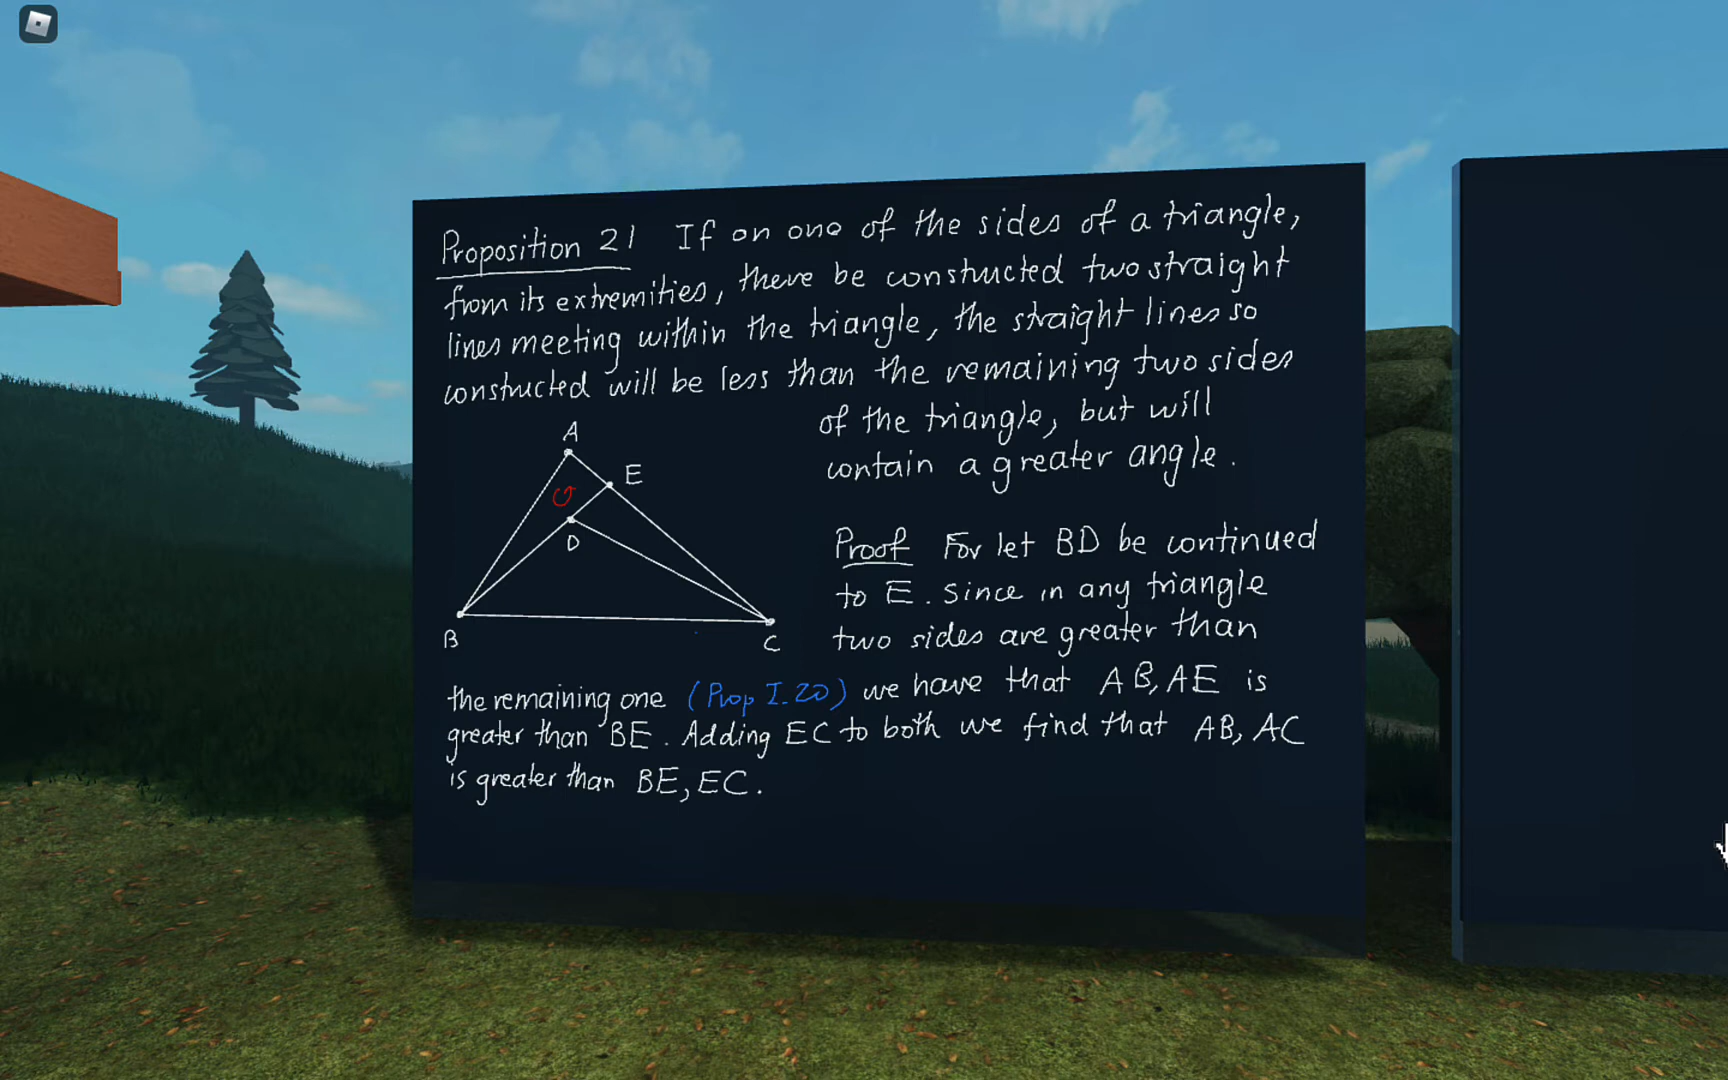 Proposition 21 If on one of the sides of a triangle,
from its extremities, there be constructed two straight
lines meeting within the triangle, the straight lines so
constructed will be less than the remaining two sides
of the triangle, but will
contain a greater angle.
A
E
D
B
C
Proof For let BD be continued
to E. Since in any triangle
two sides are greater than
the remaining one (Prop I.20) we have that AB, AE is
greater than BE. Adding EC to both we find that AB, AC
is greater than BE, EC.